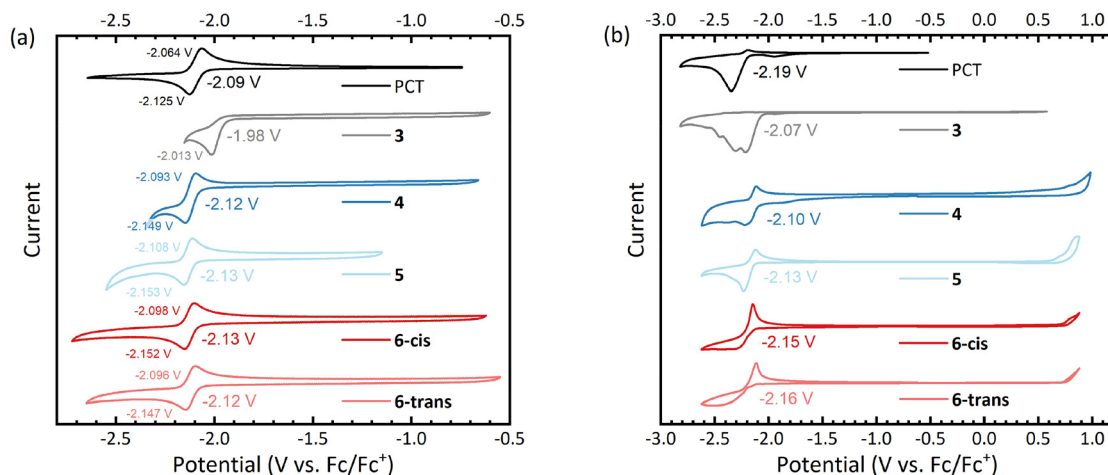 (a)
-2.5 -2.0 -1.5 -1.0 -0.5
-2.064 V
-2.09 V
PCT
-2.125 V
-1.98 V
3
-2.013 V
-2.093 V
-2.12 V
4
-2.149 V
-2.108 V
-2.13 V
5
-2.153 V
-2.098 V
-2.13 V
6-cis
-2.152 V
-2.096 V
-2.12 V
6-trans
-2.147 V
Current
-2.5 -2.0 -1.5 -1.0 -0.5
Potential (V vs. Fc/Fc⁺)
(b)
-3.0 -2.5 -2.0 -1.5 -1.0 -0.5 0.0 0.5 1.0
-2.19 V
PCT
-2.07 V
3
-2.10 V
4
-2.13 V
5
-2.15 V
6-cis
-2.16 V
6-trans
Current
-3.0 -2.5 -2.0 -1.5 -1.0 -0.5 0.0 0.5 1.0
Potential (V vs. Fc/Fc⁺)